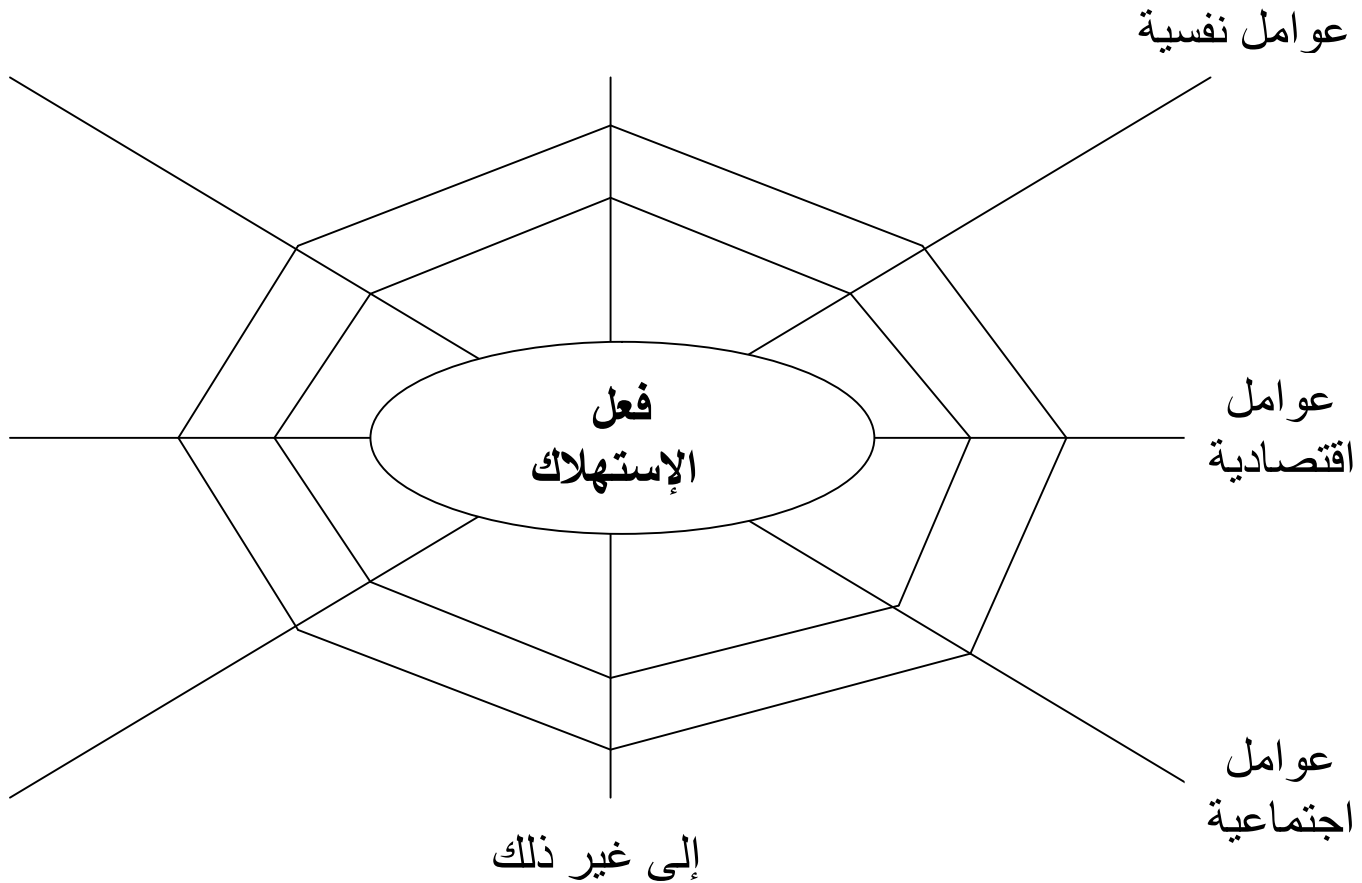 عوامل نفسية
فعل
الإستهلاك
عوامل
اقتصادية
عوامل
اجتماعية
إلى غير ذلك